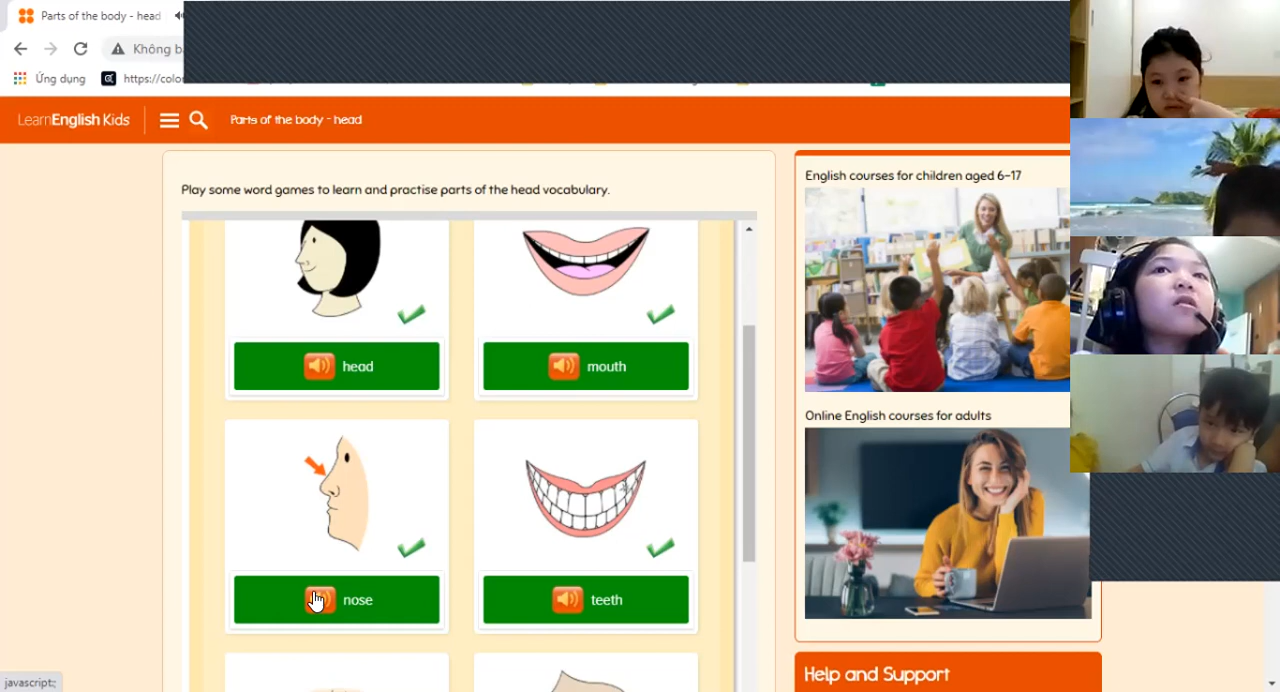 Parts of the body - head
Không b
Ứng dụng
LearnEnglish Kids
Parts of the body - head
Play some word games to learn and practise parts of the head vocabulary.
head
mouth
nose
teeth
English courses for children aged 6-17
Online English courses for adults
Help and Support
javascript:;